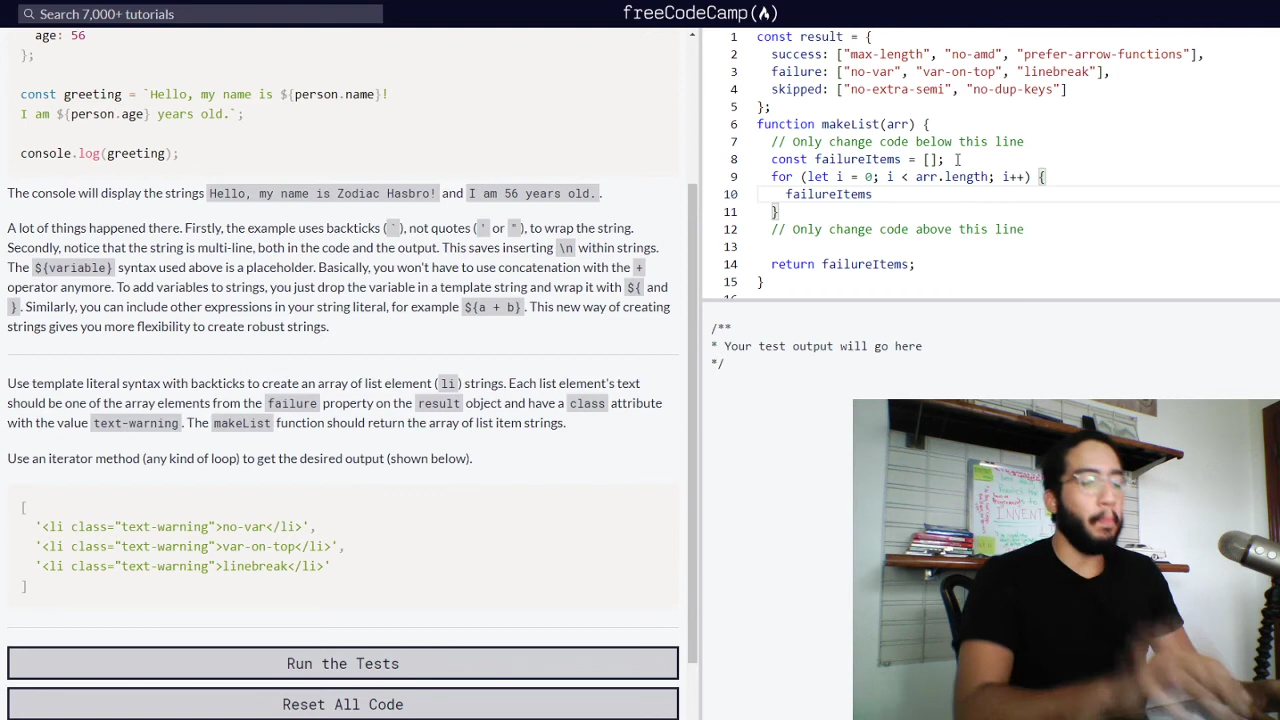 Search 7,000+ tutorials
freeCodeCamp
age: 56
};
const greeting = `Hello, my name is ${person.name}!
I am ${person.age} years old.`;
console.log(greeting);
The console will display the strings Hello, my name is Zodiac Hasbro! and I am 56 years old. .
A lot of things happened there. Firstly, the example uses backticks ( ` ), not quotes ( ' or " ), to wrap the string.
Secondly, notice that the string is multi-line, both in the code and the output. This saves inserting \n within strings.
The ${variable} syntax used above is a placeholder. Basically, you won't have to use concatenation with the +
operator anymore. To add variables to strings, you just drop the variable in a template string and wrap it with ${ and
} . Similarly, you can include other expressions in your string literal, for example ${a + b} . This new way of creating
strings gives you more flexibility to create robust strings.
Use template literal syntax with backticks to create an array of list element ( li ) strings. Each list element's text
should be one of the array elements from the failure property on the result object and have a class attribute
with the value text-warning . The makeList function should return the array of list item strings.
Use an iterator method (any kind of loop) to get the desired output (shown below).
[
'<li class="text-warning">no-var</li>',
'<li class="text-warning">var-on-top</li>',
'<li class="text-warning">linebreak</li>'
]
Run the Tests
Reset All Code
1 const result = {
2 success: ["max-length", "no-amd", "prefer-arrow-functions"],
3 failure: ["no-var", "var-on-top", "linebreak"],
4 skipped: ["no-extra-semi", "no-dup-keys"]
5 };
6 function makeList(arr) {
7 // Only change code below this line
8 const failureItems = [];
9 for (let i = 0; i < arr.length; i++) {
10 failureItems
11 }
12 // Only change code above this line
13
14 return failureItems;
15 }
/**
* Your test output will go here
*/
INVENT